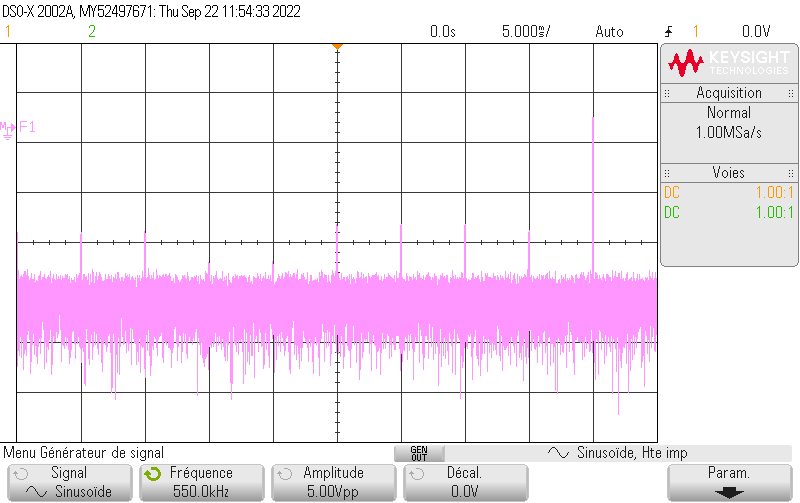 DSO-X 2002A, MY52497671: Thu Sep 22 11:54:33 2022
1 2 0.0s 5.000s/ Auto 1 0.0V
KEYSIGHT
TECHNOLOGIES
Acquisition
Normal
1.00MSa/s
Voies
DC 1.00:1
DC 1.00:1
F1
Menu Générateur de signal
GEN
OUT
Sinusoïde, Hte imp
Signal
Sinusoïde
Fréquence
550.0kHz
Amplitude
5.00Vpp
Décal.
0.0V
Param.